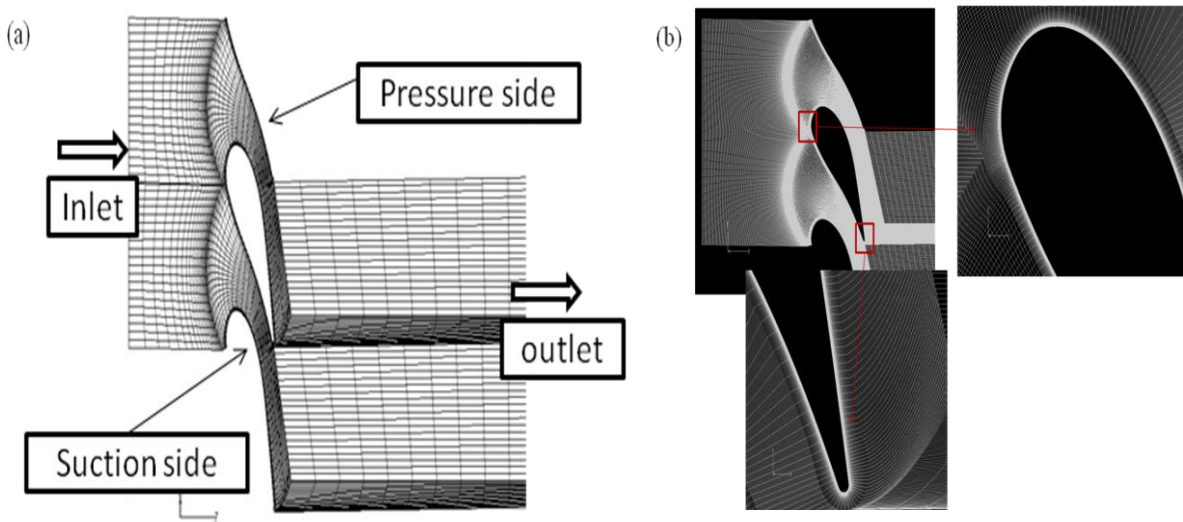 (a)
Pressure side
Inlet
outlet
Suction side
(b)